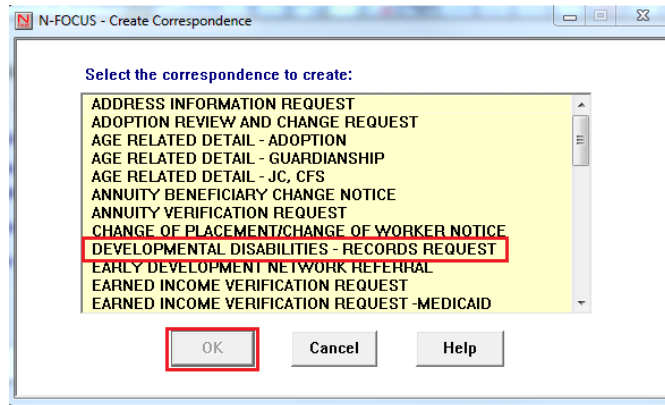 N-FOCUS - Create Correspondence
Select the correspondence to create:
ADDRESS INFORMATION REQUEST
ADOPTION REVIEW AND CHANGE REQUEST
AGE RELATED DETAIL - ADOPTION
AGE RELATED DETAIL - GUARDIANSHIP
AGE RELATED DETAIL - JC, CFS
ANNUITY BENEFICIARY CHANGE NOTICE
ANNUITY VERIFICATION REQUEST
CHANGE OF PLACEMENT/CHANGE OF WORKER NOTICE
DEVELOPMENTAL DISABILITIES - RECORDS REQUEST
EARLY DEVELOPMENT NETWORK REFERRAL
EARNED INCOME VERIFICATION REQUEST
EARNED INCOME VERIFICATION REQUEST -MEDICAID
OK Cancel Help